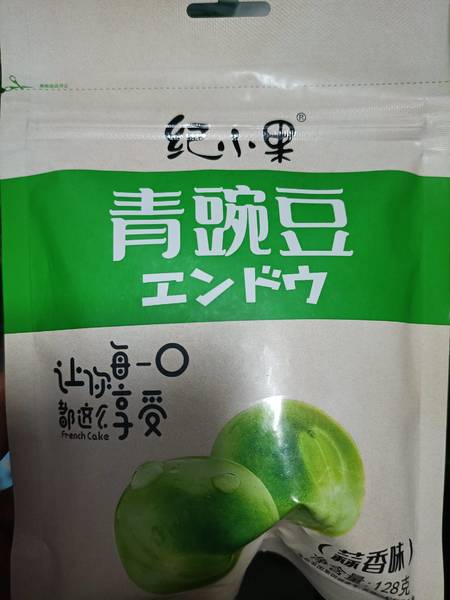 纪小果®
青豌豆
エンドウ
让你每一口
都这么享受
French Cake
(蒜香味)
净含量:128克